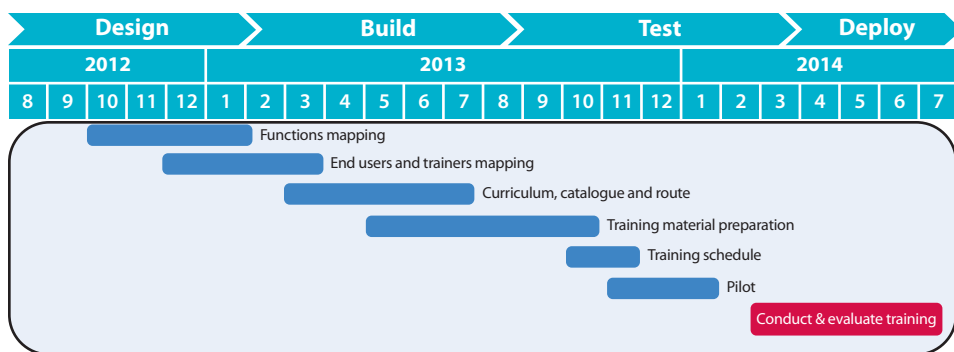 Design Build Test Deploy
2012 2013 2014
8 9 10 11 12 1 2 3 4 5 6 7 8 9 10 11 12 1 2 3 4 5 6 7
Functions mapping
End users and trainers mapping
Curriculum, catalogue and route
Training material preparation
Training schedule
Pilot
Conduct & evaluate training